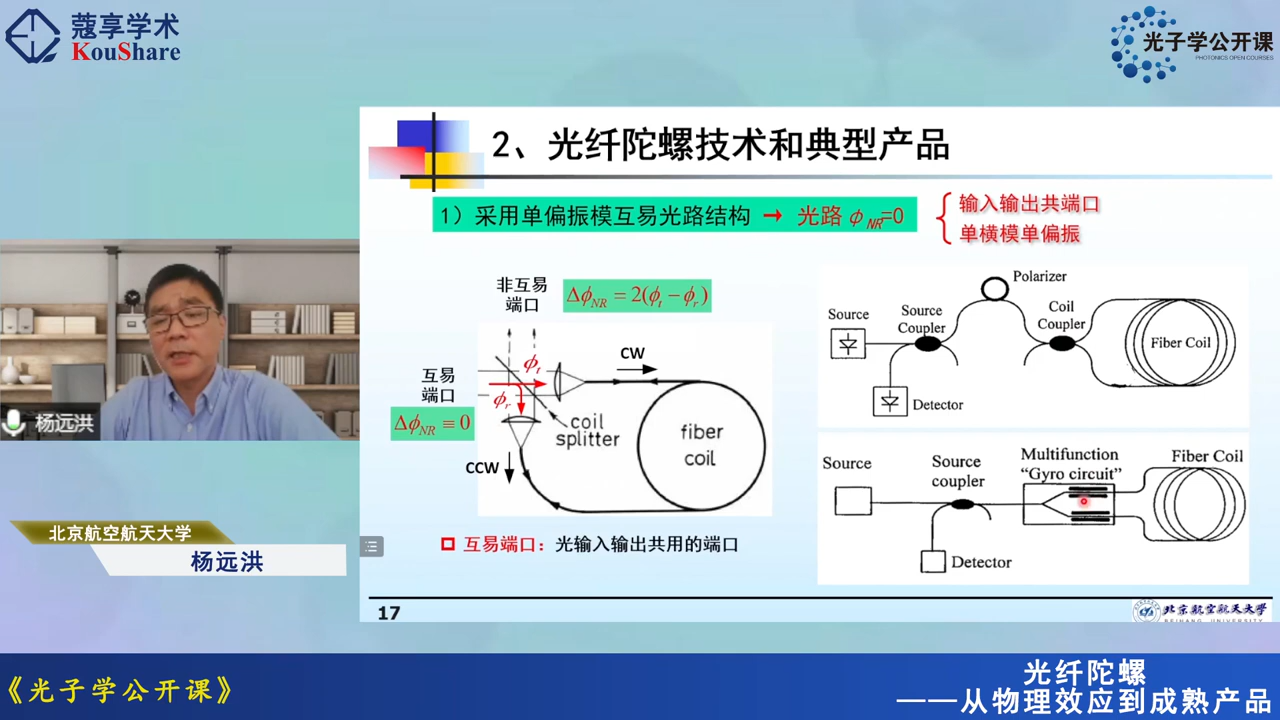 蔻享学术
KouShare
光子学公开课
PHOTONICS OPEN COURSES
2、光纤陀螺技术和典型产品
1）采用单偏振模互易光路结构 → 光路 ϕNR=0
输入输出共端口
单横模单偏振
非互易
端口
ΔϕNR = 2(ϕt − ϕr)
互易
端口
ΔϕNR ≡ 0
ϕt
ϕr
CW
CCW
coil
splitter
fiber
coil
互易端口：光输入输出共用的端口
Polarizer
Source
Source
Coupler
Coil
Coupler
Fiber Coil
Detector
Source
Source
coupler
Multifunction
“Gyro circuit”
Fiber Coil
Detector
17
北京航空航天大学
BEIHANG UNIVERSITY
杨远洪
北京航空航天大学
杨远洪
《光子学公开课》
光纤陀螺
——从物理效应到成熟产品